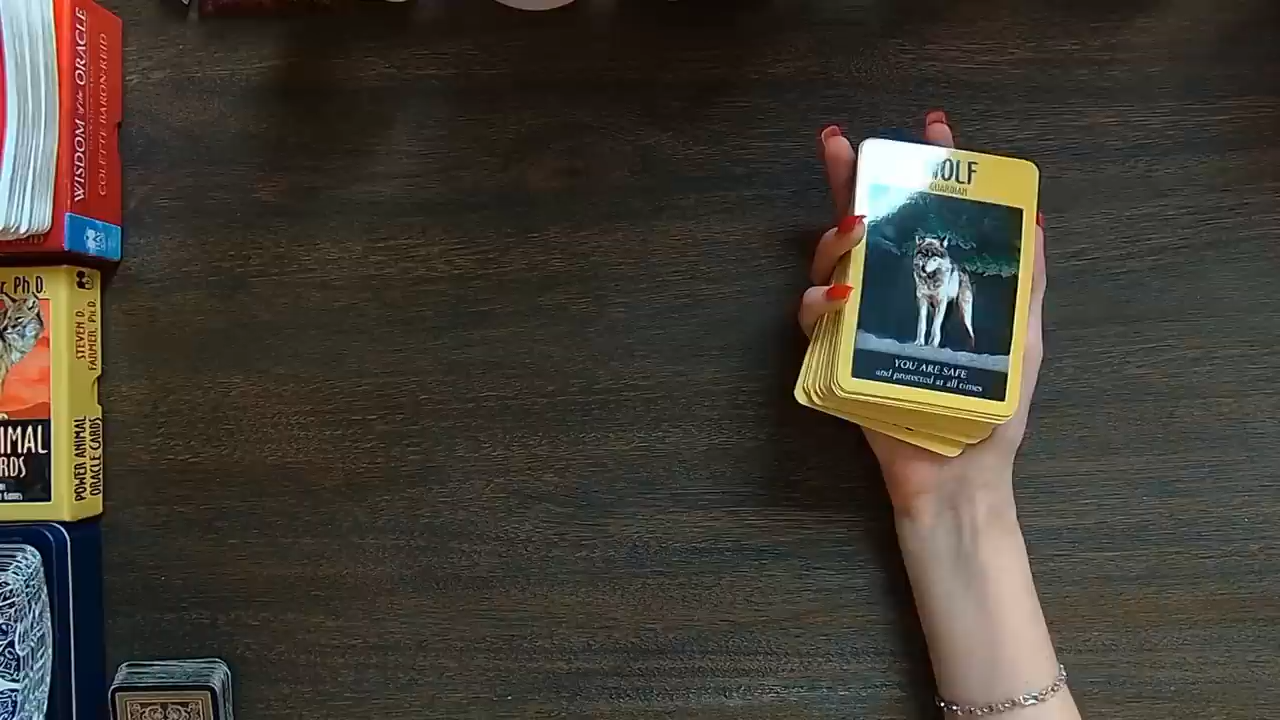 WISDOM of the ORACLE
COLETTE BARON-REID
r Ph.D.
STEVEN D.
FARMER, Ph.D.
IMAL
RDS
POWER ANIMAL
ORACLE CARDS
OLF
GUARDIAN
YOU ARE SAFE
and protected at all times